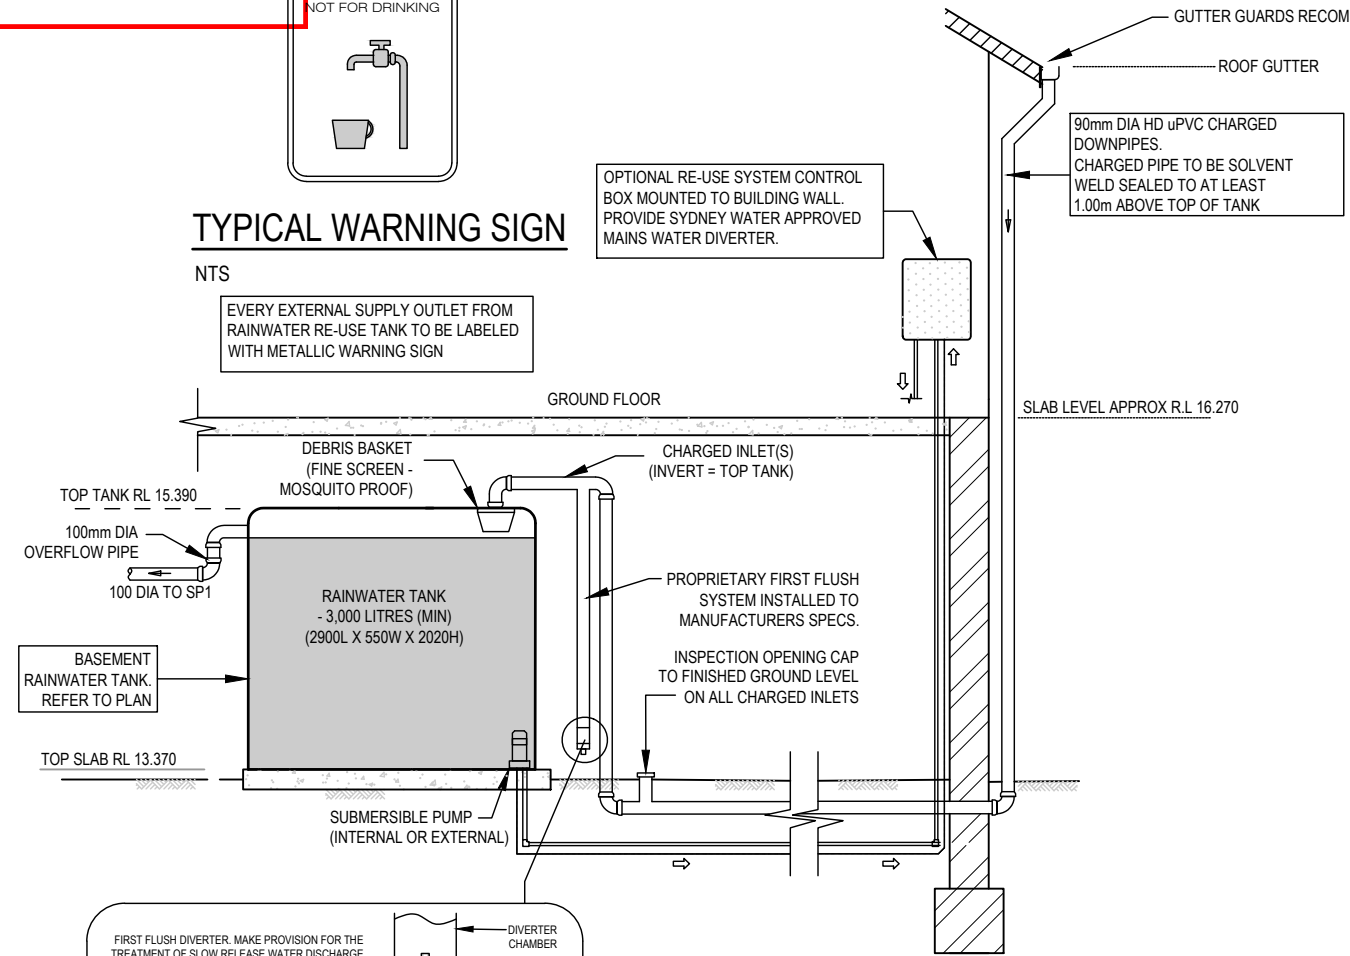 NOT FOR DRINKING
TYPICAL WARNING SIGN
NTS
EVERY EXTERNAL SUPPLY OUTLET FROM
RAINWATER RE-USE TANK TO BE LABELED
WITH METALLIC WARNING SIGN
GUTTER GUARDS RECOM
ROOF GUTTER
90mm DIA HD uPVC CHARGED
DOWNPIPES.
CHARGED PIPE TO BE SOLVENT
WELD SEALED TO AT LEAST
1.00m ABOVE TOP OF TANK
OPTIONAL RE-USE SYSTEM CONTROL
BOX MOUNTED TO BUILDING WALL.
PROVIDE SYDNEY WATER APPROVED
MAINS WATER DIVERTER.
GROUND FLOOR
SLAB LEVEL APPROX R.L 16.270
DEBRIS BASKET
(FINE SCREEN -
MOSQUITO PROOF)
CHARGED INLET(S)
(INVERT = TOP TANK)
TOP TANK RL 15.390
100mm DIA
OVERFLOW PIPE
100 DIA TO SP1
RAINWATER TANK
- 3,000 LITRES (MIN)
(2900L X 550W X 2020H)
PROPRIETARY FIRST FLUSH
SYSTEM INSTALLED TO
MANUFACTURERS SPECS.
INSPECTION OPENING CAP
TO FINISHED GROUND LEVEL
ON ALL CHARGED INLETS
BASEMENT
RAINWATER TANK.
REFER TO PLAN
TOP SLAB RL 13.370
SUBMERSIBLE PUMP
(INTERNAL OR EXTERNAL)
FIRST FLUSH DIVERTER. MAKE PROVISION FOR THE
TREATMENT OF SLOW RELEASE WATER DISCHARGE
DIVERTER
CHAMBER